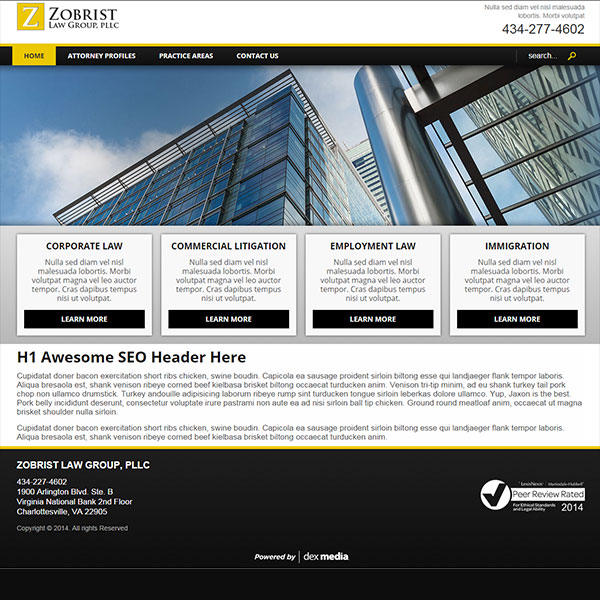 Z ZOBRIST
LAW GROUP, PLLC
Nulla sed diam vel nisl malesuada
lobortis. Morbi volutpat
434-277-4602
HOME ATTORNEY PROFILES PRACTICE AREAS CONTACT US search...
CORPORATE LAW
Nulla sed diam vel nisl
malesuada lobortis. Morbi
volutpat magna vel leo auctor
tempor. Cras dapibus tempus
nisi ut volutpat.
LEARN MORE
COMMERCIAL LITIGATION
Nulla sed diam vel nisl
malesuada lobortis. Morbi
volutpat magna vel leo auctor
tempor. Cras dapibus tempus
nisi ut volutpat.
LEARN MORE
EMPLOYMENT LAW
Nulla sed diam vel nisl
malesuada lobortis. Morbi
volutpat magna vel leo auctor
tempor. Cras dapibus tempus
nisi ut volutpat.
LEARN MORE
IMMIGRATION
Nulla sed diam vel nisl
malesuada lobortis. Morbi
volutpat magna vel leo auctor
tempor. Cras dapibus tempus
nisi ut volutpat.
LEARN MORE
H1 Awesome SEO Header Here
Cupidatat doner bacon exercitation short ribs chicken, swine boudin. Capicola ea sausage proident sirloin biltong esse qui landjaeger flank tempor laboris.
Aliqua bresaola est, shank venison ribeye corned beef kielbasa brisket biltong occaecat turducken anim. Venison tri-tip minim, ad eu shank turkey tail pork
chop non ullamco drumstick. Turkey andouille adipisicing laborum ribeye rump sint turducken tongue sirloin leberkas dolore ullamco. Yup, Jaxon is the best.
Pork belly incididunt deserunt, consectetur voluptate irure pastrami non aute ea ad nisi sirloin ball tip chicken. Ground round meatloaf anim, occaecat ut magna
brisket shoulder nulla sirloin.
Cupidatat doner bacon exercitation short ribs chicken, swine boudin. Capicola ea sausage proident sirloin biltong esse qui landjaeger flank tempor laboris.
Aliqua bresaola est, shank venison ribeye corned beef kielbasa brisket biltong occaecat turducken anim.
ZOBRIST LAW GROUP, PLLC
434-277-4602
1900 Arlington Blvd. Ste. B
Virginia National Bank 2nd Floor
Charlottesville, VA 22905
Copyright © 2014. All rights Reserved
LexisNexis Martindale-Hubbell
Peer Review Rated
For Ethical Standards
and Legal Ability
2014
Powered by dex media